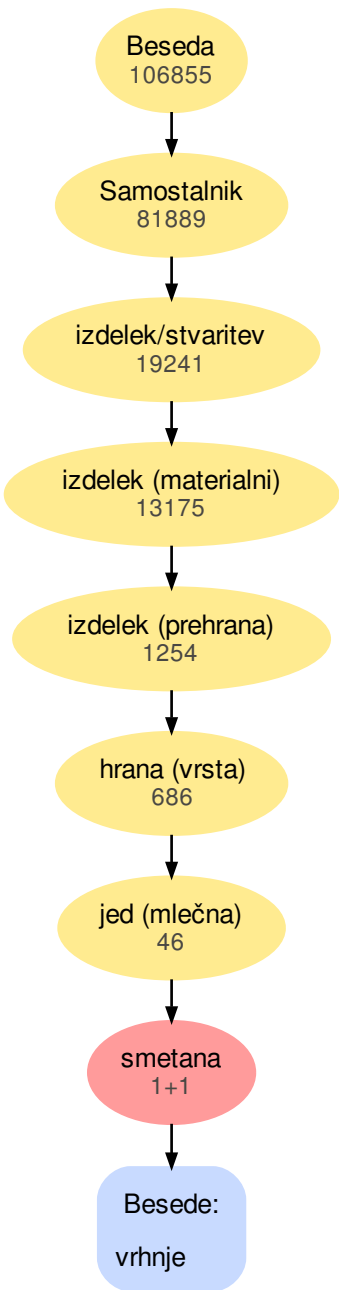 Beseda
106855
Samostalnik
81889
izdelek/stvaritev
19241
izdelek (materialni)
13175
izdelek (prehrana)
1254
hrana (vrsta)
686
jed (mlečna)
46
smetana
1+1
Besede:
vrhnje